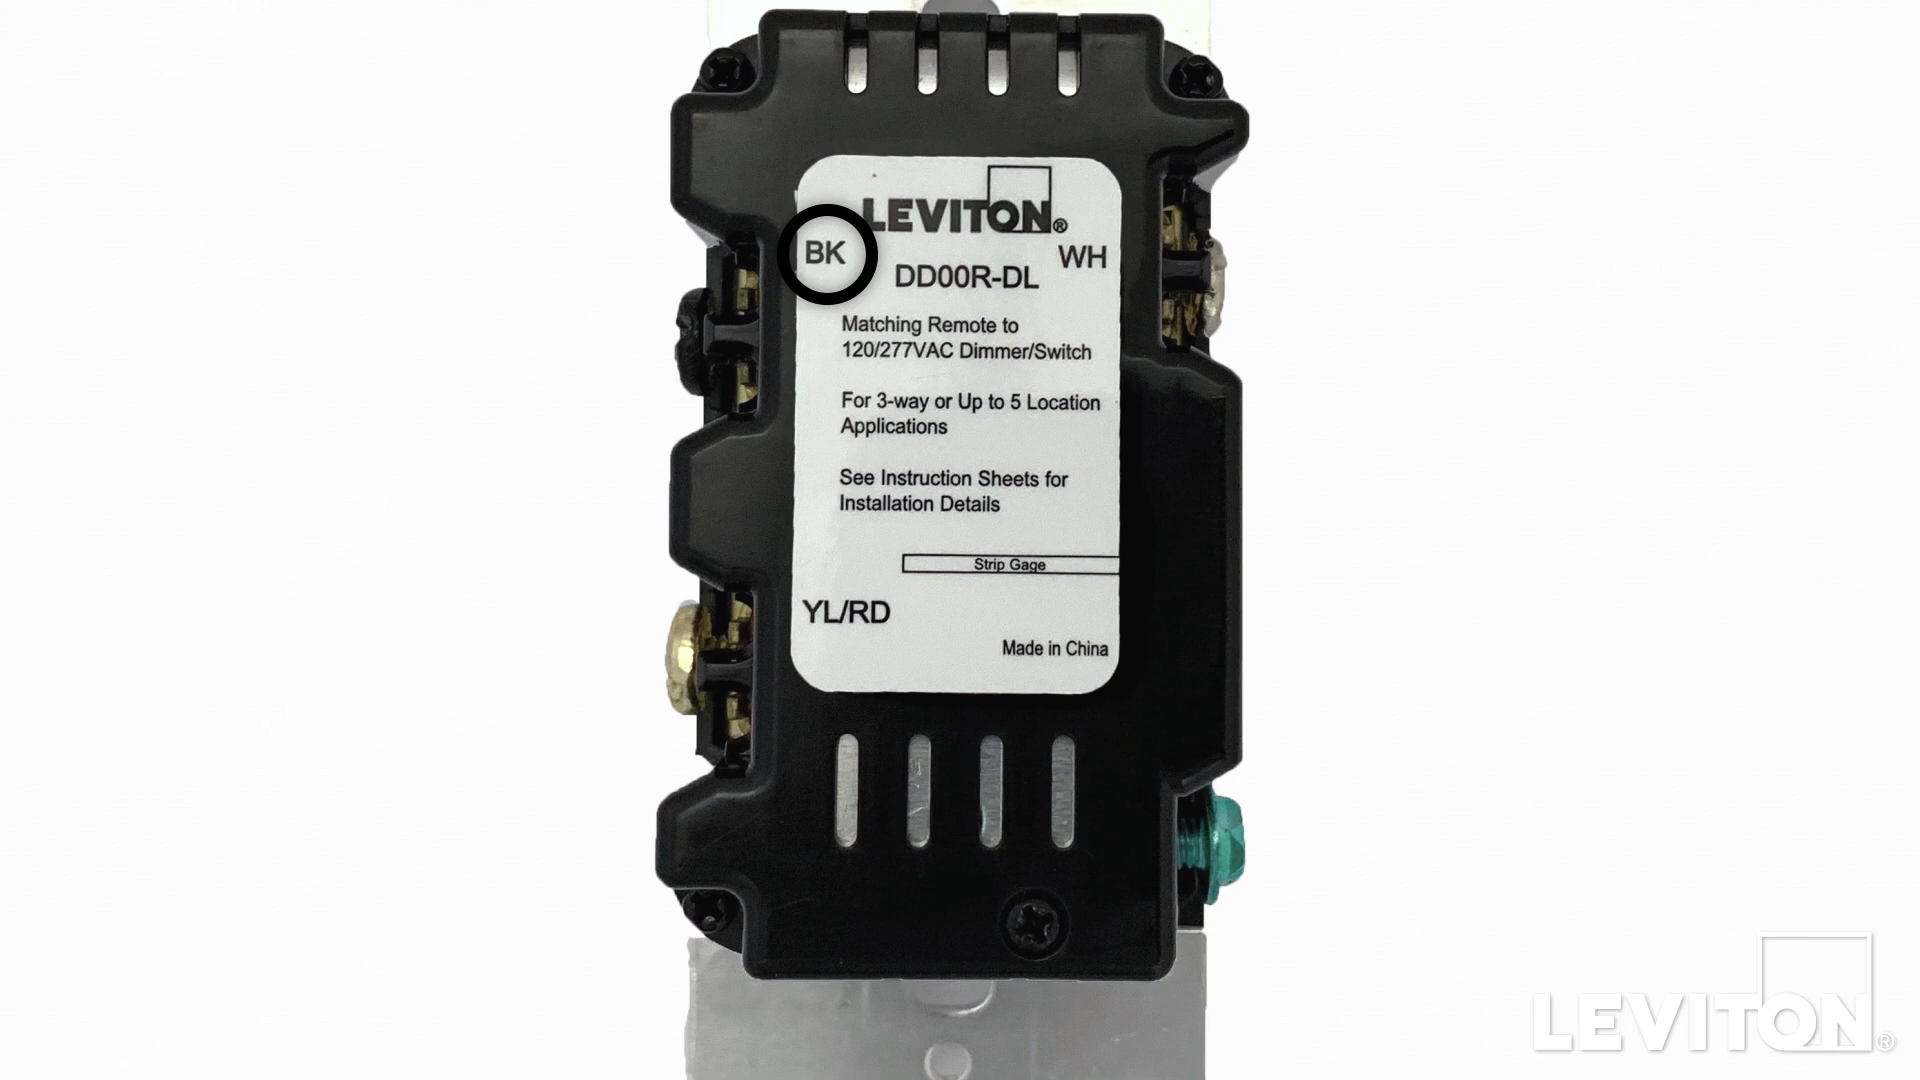 LEVITON®
BK
WH
DD00R-DL
Matching Remote to
120/277VAC Dimmer/Switch
For 3-way or Up to 5 Location
Applications
See Instruction Sheets for
Installation Details
Strip Gage
YL/RD
Made in China
LEVITON®